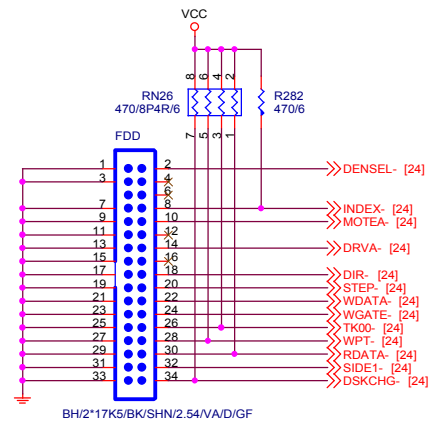 VCC
8 6 4 2
RN26
470/8P4R/6
R282
470/6
7 5 3 1
FDD
1 2 DENSEL- [24]
3 4
6
7 8 INDEX- [24]
9 10 MOTEA- [24]
11 12
13 14 DRVA- [24]
15 16
17 18 DIR- [24]
19 20 STEP- [24]
21 22 WDATA- [24]
23 24 WGATE- [24]
25 26 TK00- [24]
27 28 WPT- [24]
29 30 RDATA- [24]
31 32 SIDE1- [24]
33 34 DSKCHG- [24]
BH/2*17K5/BK/SHN/2.54/VA/D/GF